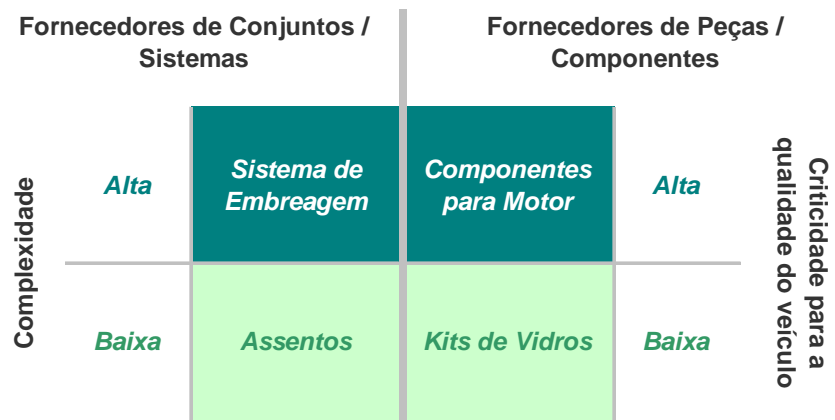 Fornecedores de Conjuntos /
Sistemas
Fornecedores de Peças /
Componentes
Complexidade
Alta
Sistema de
Embreagem
Componentes
para Motor
Alta
Baixa
Assentos
Kits de Vidros
Baixa
Criticidade para a
qualidade do veículo